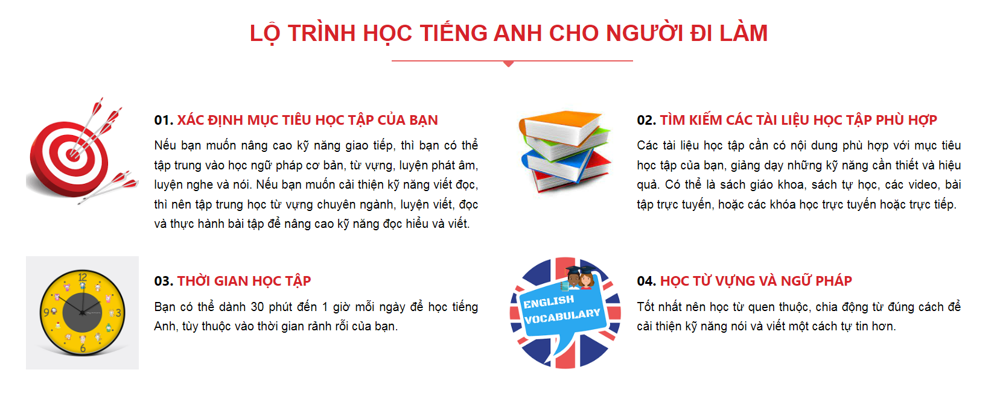 LỘ TRÌNH HỌC TIẾNG ANH CHO NGƯỜI ĐI LÀM
01. XÁC ĐỊNH MỤC TIÊU HỌC TẬP CỦA BẠN
Nếu bạn muốn nâng cao kỹ năng giao tiếp, thì bạn có thể
tập trung vào học ngữ pháp cơ bản, từ vựng, luyện phát âm,
luyện nghe và nói. Nếu bạn muốn cải thiện kỹ năng viết đọc,
thì nên tập trung học từ vựng chuyên ngành, luyện viết, đọc
và thực hành bài tập để nâng cao kỹ năng đọc hiểu và viết.
02. TÌM KIẾM CÁC TÀI LIỆU HỌC TẬP PHÙ HỢP
Các tài liệu học tập cần có nội dung phù hợp với mục tiêu
học tập của bạn, giảng dạy những kỹ năng cần thiết và hiệu
quả. Có thể là sách giáo khoa, sách tự học, các video, bài
tập trực tuyến, hoặc các khóa học trực tuyến hoặc trực tiếp.
12
9
3
6
03. THỜI GIAN HỌC TẬP
Bạn có thể dành 30 phút đến 1 giờ mỗi ngày để học tiếng
Anh, tùy thuộc vào thời gian rảnh rỗi của bạn.
ENGLISH
VOCABULARY
04. HỌC TỪ VỰNG VÀ NGỮ PHÁP
Tốt nhất nên học từ quen thuộc, chia động từ đúng cách để
cải thiện kỹ năng nói và viết một cách tự tin hơn.